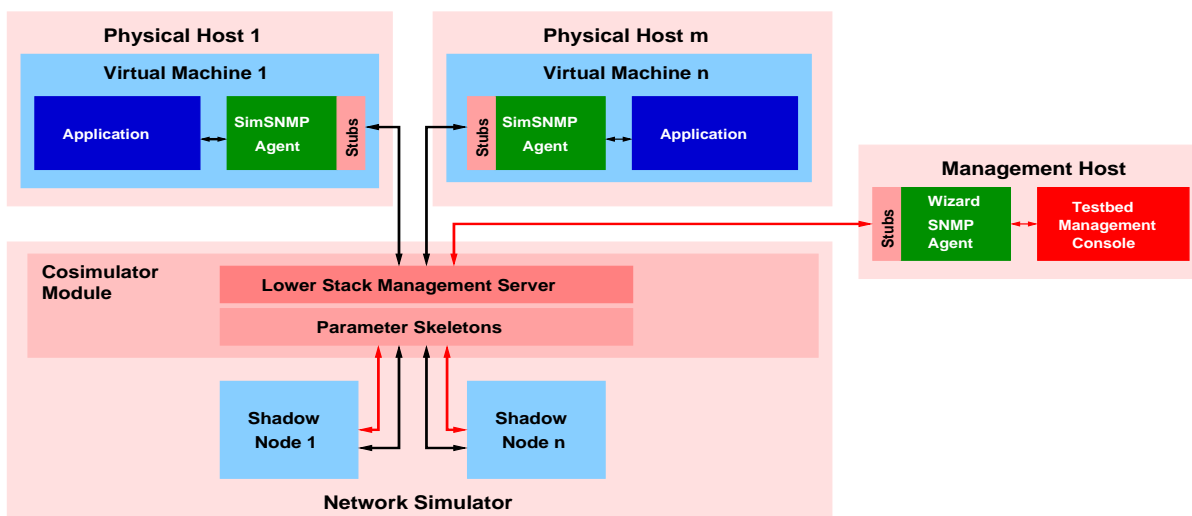 Physical Host 1
Virtual Machine 1
Application
SimSNMP
Agent
Stubs
Physical Host m
Virtual Machine n
Stubs
SimSNMP
Agent
Application
Management Host
Stubs
Wizard
SNMP
Agent
Testbed
Management
Console
Cosimulator
Module
Lower Stack Management Server
Parameter Skeletons
Shadow
Node 1
Shadow
Node n
Network Simulator